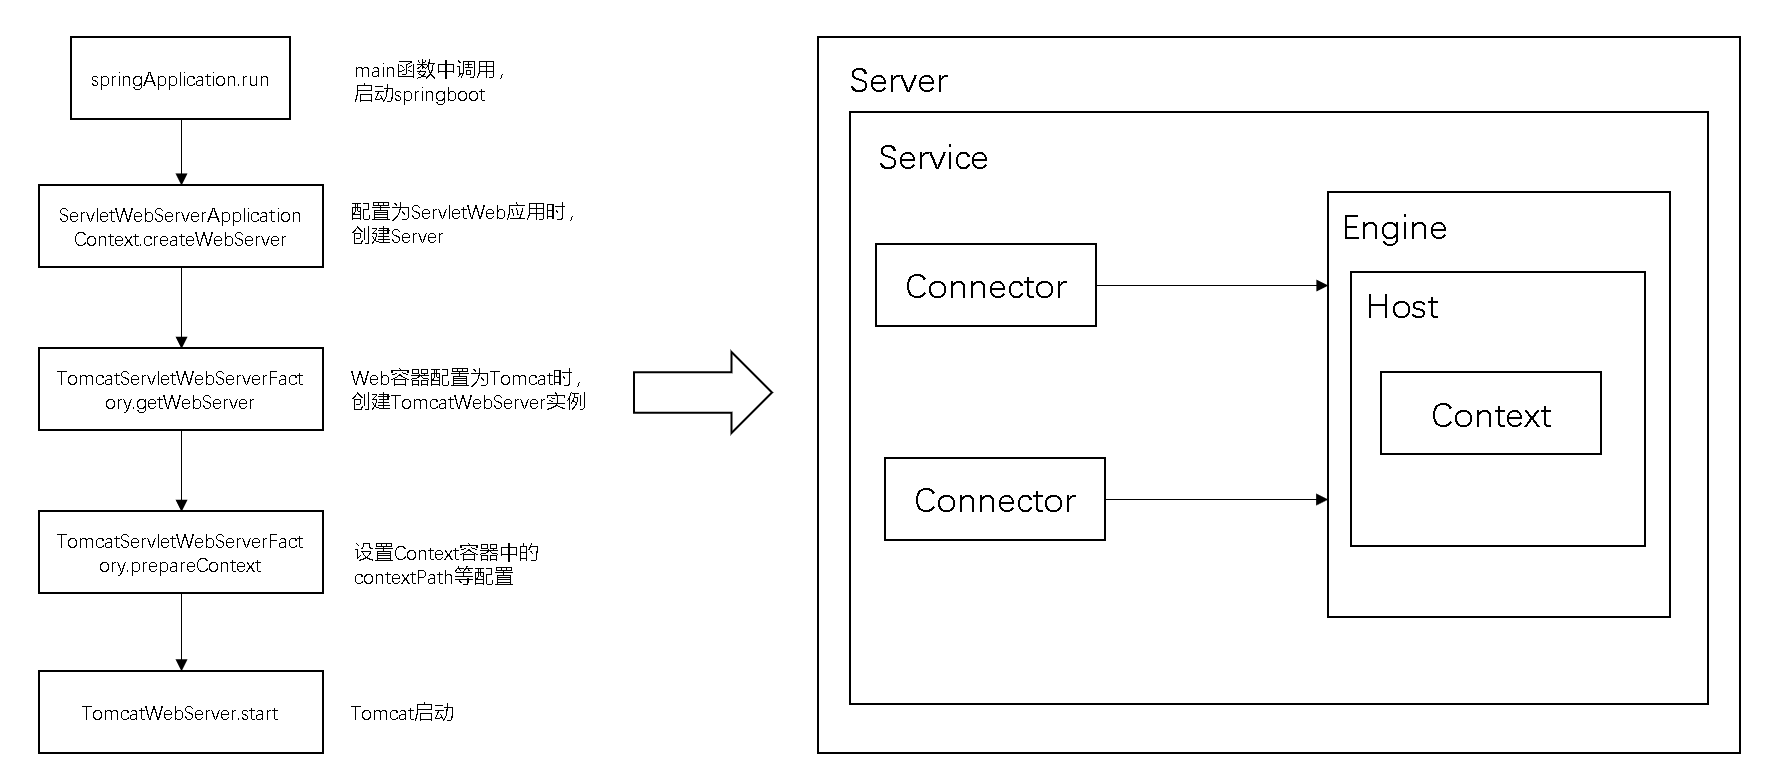 springApplication.run
main函数中调用，
启动springboot
ServletWebServerApplication
Context.createWebServer
配置为ServletWeb应用时，
创建Server
TomcatServletWebServerFact
ory.getWebServer
Web容器配置为Tomcat时，
创建TomcatWebServer实例
TomcatServletWebServerFact
ory.prepareContext
设置Context容器中的
contextPath等配置
TomcatWebServer.start
Tomcat启动
Server
Service
Engine
Connector
Host
Context
Connector